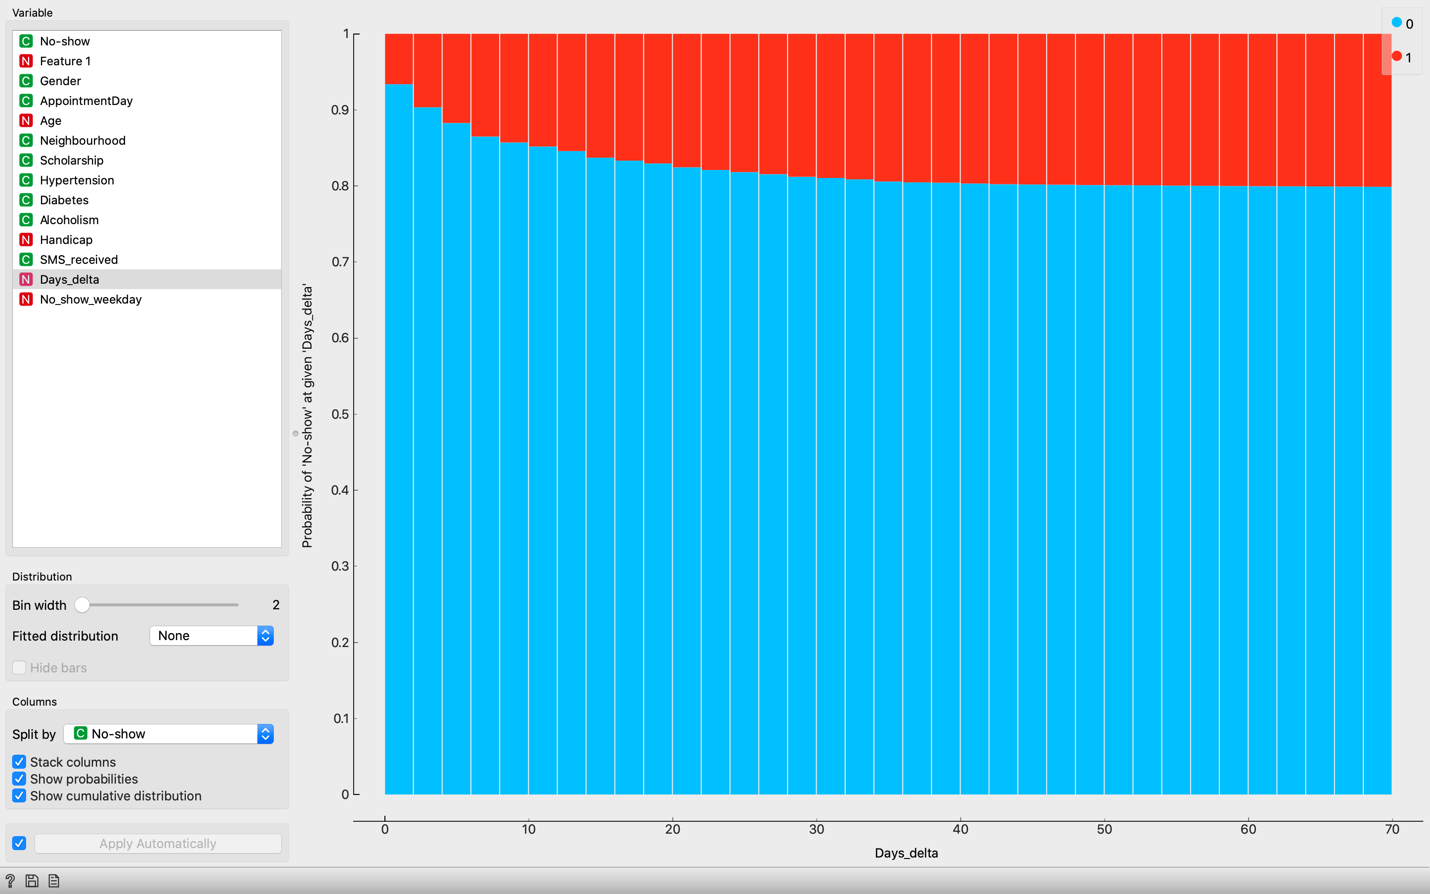 Variable
C No-show
N Feature 1
C Gender
C AppointmentDay
N Age
C Neighbourhood
C Scholarship
C Hypertension
C Diabetes
C Alcoholism
N Handicap
C SMS_received
N Days_delta
N No_show_weekday
Distribution
Bin width 2
Fitted distribution None
Hide bars
Columns
Split by C No-show
Stack columns
Show probabilities
Show cumulative distribution
Apply Automatically
?
Probability of 'No-show' at given 'Days_delta'
1
0.9
0.8
0.7
0.6
0.5
0.4
0.3
0.2
0.1
0
0 10 20 30 40 50 60 70
Days_delta
0
1